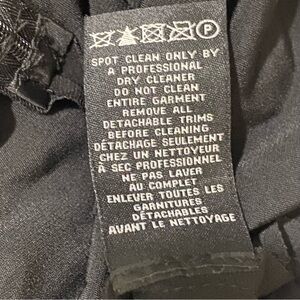 P
SPOT CLEAN ONLY BY
A PROFESSIONAL
DRY CLEANER
DO NOT CLEAN
ENTIRE GARMENT
REMOVE ALL
DETACHABLE TRIMS
BEFORE CLEANING
DÉTACHAGE SEULEMENT
CHEZ UN NETTOYEUR
À SEC PROFESSIONNEL
NE PAS LAVER
AU COMPLET
ENLEVER TOUTES LES
GARNITURES
DÉTACHABLES
AVANT LE NETTOYAGE